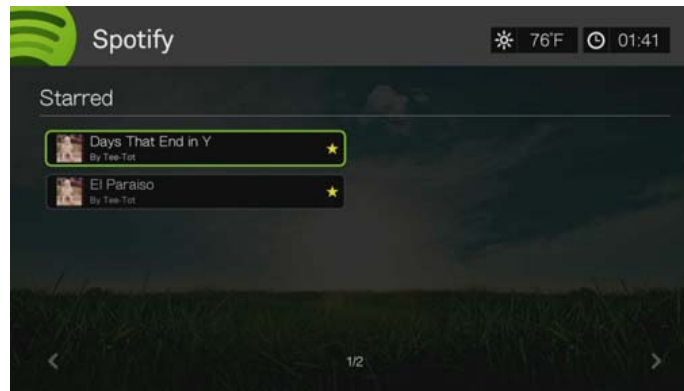 Spotify
76°F
01:41
Starred
Days That End in Y
By Tee-Tot
El Paraiso
By Tee-Tot
1/2